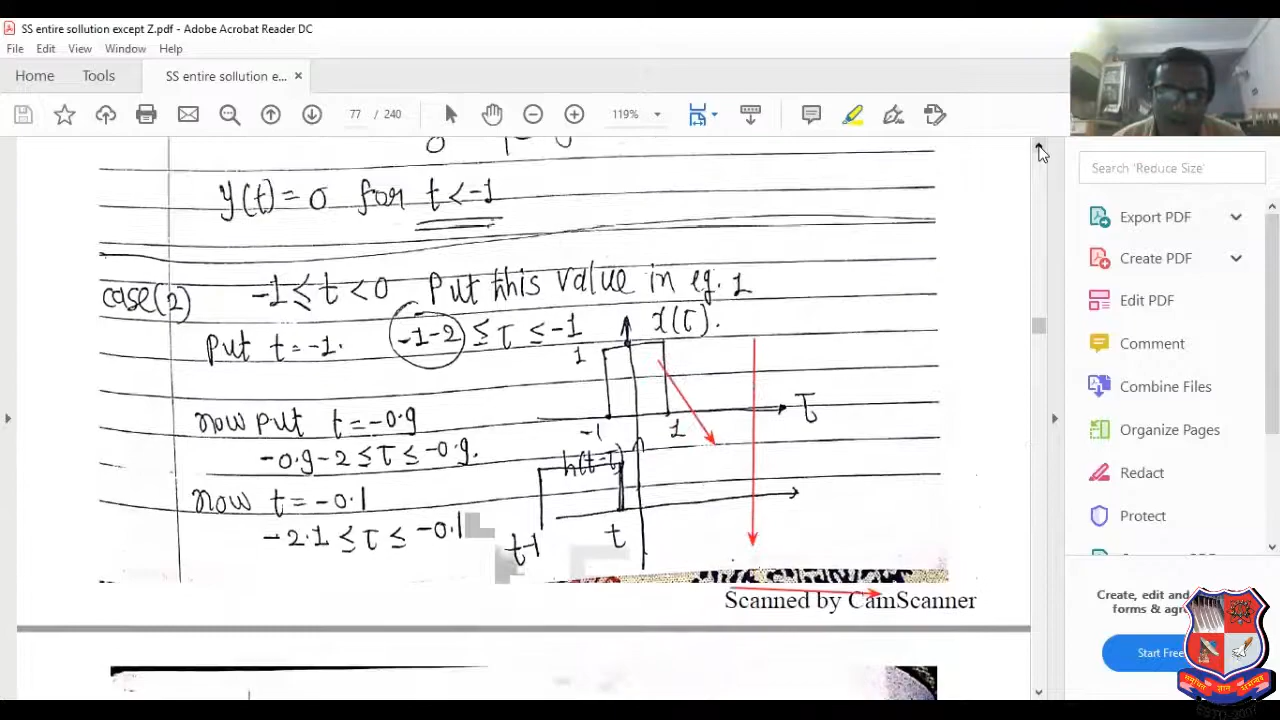 SS entire sollution except Z.pdf - Adobe Acrobat Reader DC
File Edit View Window Help
Home Tools SS entire sollution e... ×
77 / 240 119%
Search 'Reduce Size'
y(t) = 0 for t < -1
case(2) -1 ≤ t < 0 Put this value in eq. 1
Put t = -1. -1-2 ≤ τ ≤ -1
x(τ).
1
now put t = -0.9
-0.9-2 ≤ τ ≤ -0.9.
-1 1 τ
h(t-τ)
now t = -0.1
-2.1 ≤ τ ≤ -0.1
t-1 t
Scanned by CamScanner
Export PDF
Create PDF
Edit PDF
Comment
Combine Files
Organize Pages
Redact
Protect
Create, edit and
forms & agr
Start Free